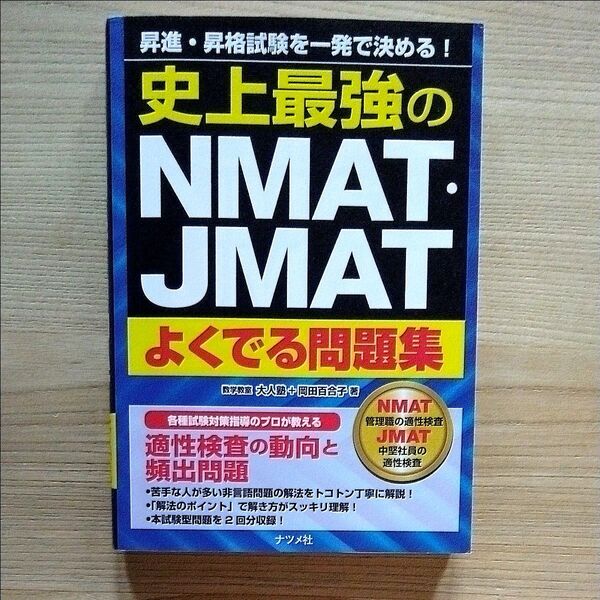 昇進・昇格試験を一発で決める！
史上最強の
NMAT・
JMAT
よくでる問題集
数学教室 大人塾＋岡田百合子 著
NMAT
管理職の適性検査
JMAT
中堅社員の
適性検査
各種試験対策指導のプロが教える
適性検査の動向と
頻出問題
・苦手な人が多い非言語問題の解法をトコトン丁寧に解説！
・「解法のポイント」で解き方がスッキリ理解！
・本試験型問題を2回分収録！
ナツメ社